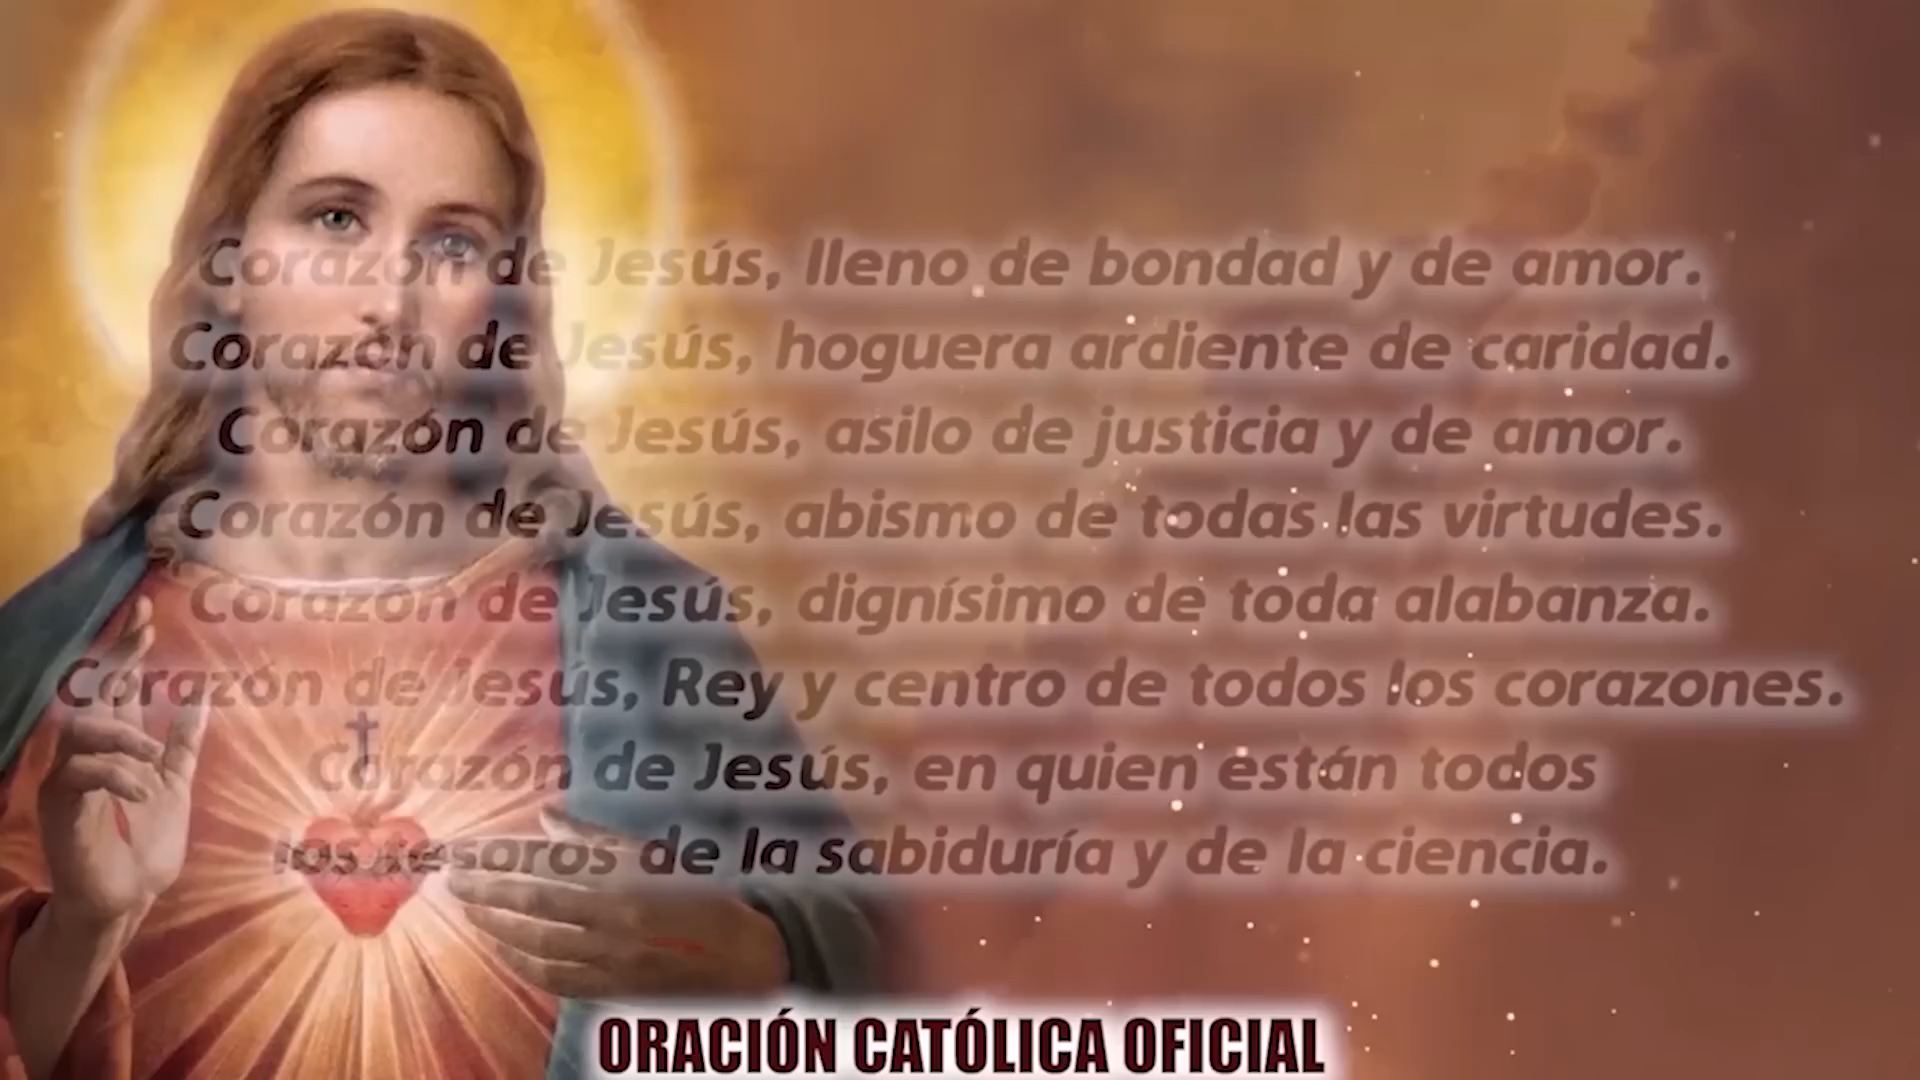 Corazón de Jesús, lleno de bondad y de amor.
Corazón de Jesús, hoguera ardiente de caridad.
Corazón de Jesús, asilo de justicia y de amor.
Corazón de Jesús, abismo de todas las virtudes.
Corazón de Jesús, dignísimo de toda alabanza.
Corazón de Jesús, Rey y centro de todos los corazones.
Corazón de Jesús, en quien están todos
los tesoros de la sabiduría y de la ciencia.
ORACIÓN CATÓLICA OFICIAL